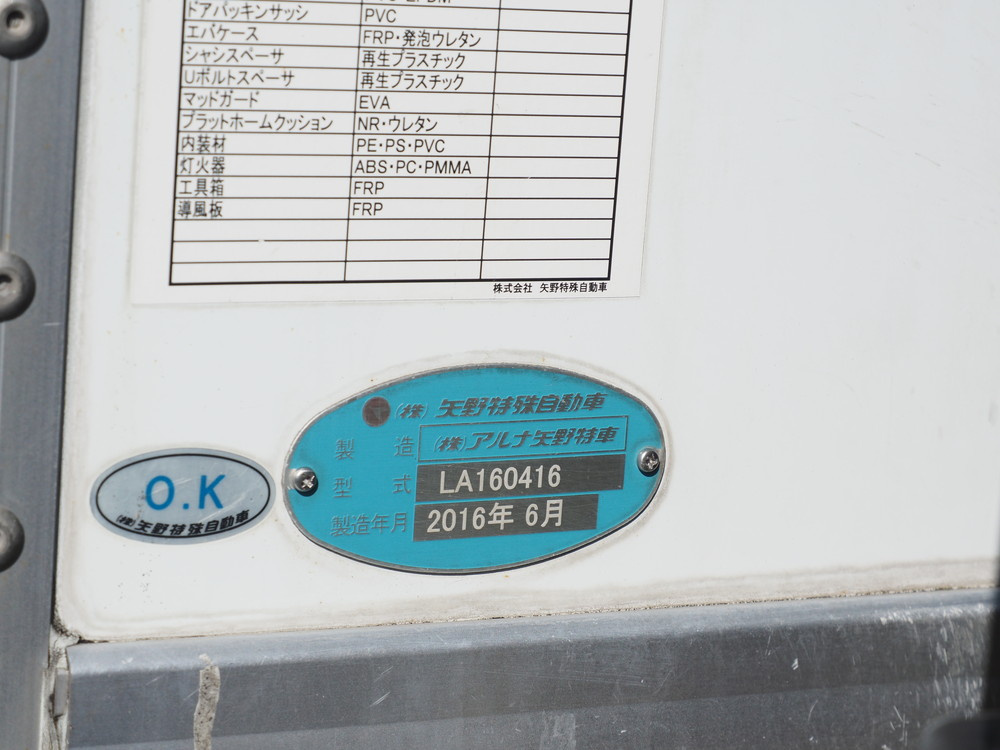 ドアパッキンサッシ PVC
エバケース FRP・発泡ウレタン
シャシスペーサ 再生プラスチック
Uボルトスペーサ 再生プラスチック
マッドガード EVA
プラットホームクッション NR・ウレタン
内装材 PE・PS・PVC
灯火器 ABS・PC・PMMA
工具箱 FRP
導風板 FRP
株式会社 矢野特殊自動車
(株) 矢野特殊自動車
製造 (株)アルナ矢野特車
型式 LA160416
製造年月 2016年 6月
O.K
(株)矢野特殊自動車